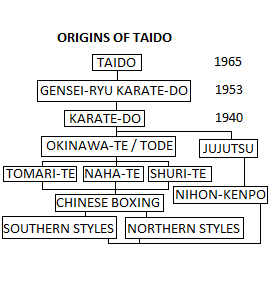 ORIGINS OF TAIDO
TAIDO 1965
GENSEI-RYU KARATE-DO 1953
KARATE-DO 1940
OKINAWA-TE / TODE JUJUTSU
TOMARI-TE NAHA-TE SHURI-TE
NIHON-KENPO
CHINESE BOXING
SOUTHERN STYLES NORTHERN STYLES